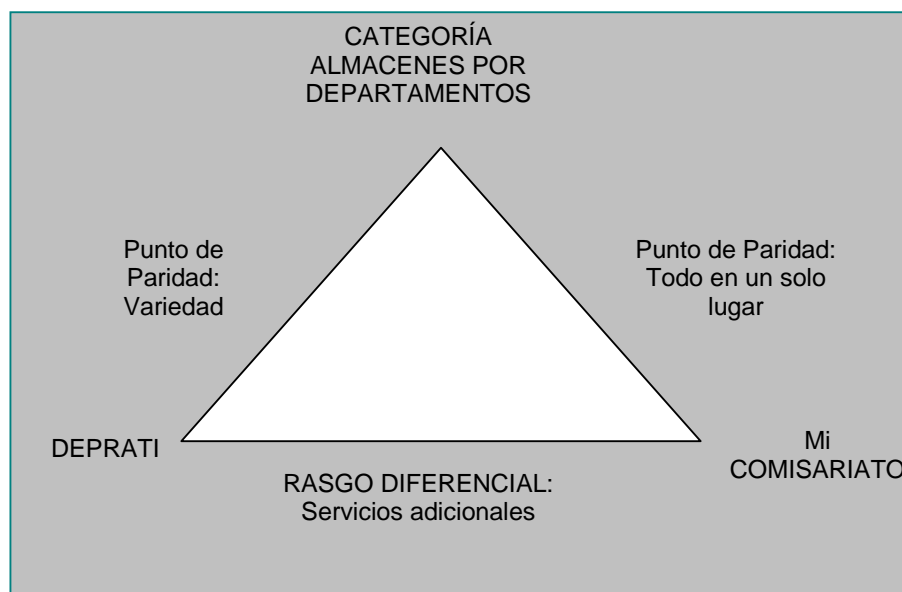 CATEGORÍA
ALMACENES POR
DEPARTAMENTOS
Punto de
Paridad:
Variedad
Punto de Paridad:
Todo en un solo
lugar
DEPRATI
Mi
COMISARIATO
RASGO DIFERENCIAL:
Servicios adicionales